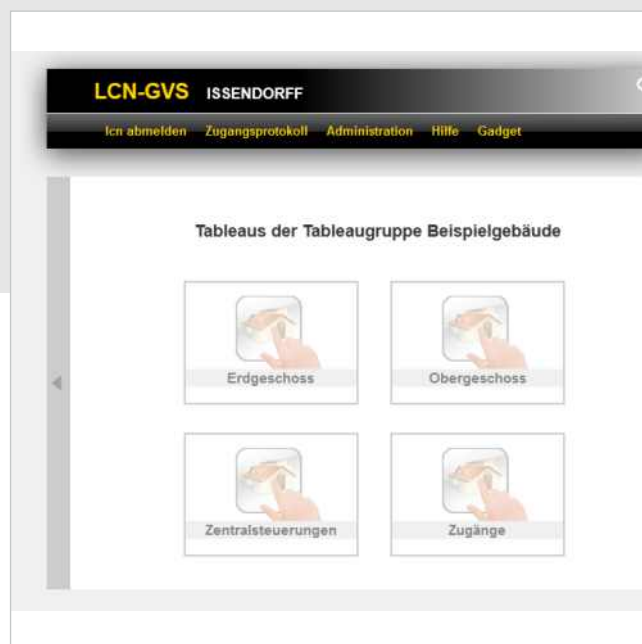 LCN-GVS ISSENDORFF
lcn abmelden Zugangsprotokoll Administration Hilfe Gadget
Tableaus der Tableaugruppe Beispielgebäude
Erdgeschoss Obergeschoss
Zentralsteuerungen Zugänge